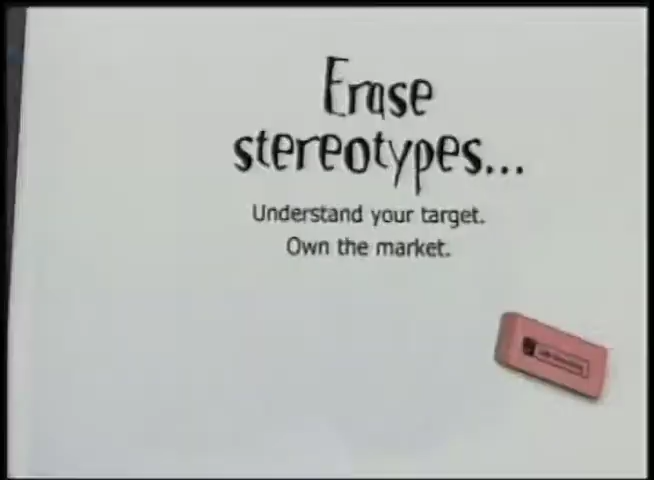 Erase
stereotypes...
Understand your target.
Own the market.